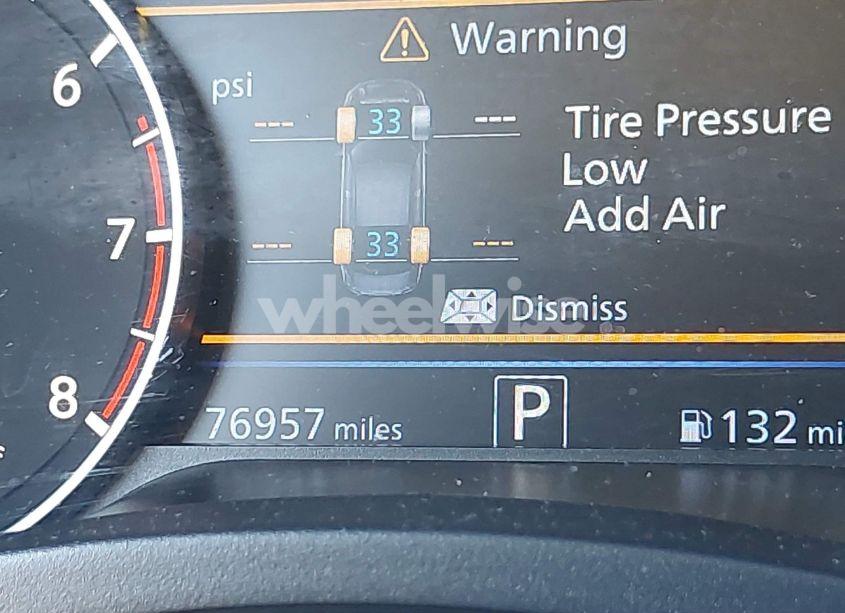 Warning
psi
6
--- 33 ---
Tire Pressure
Low
Add Air
7
--- 33 ---
wheelwise
Dismiss
8
76957 miles
P
132 mi